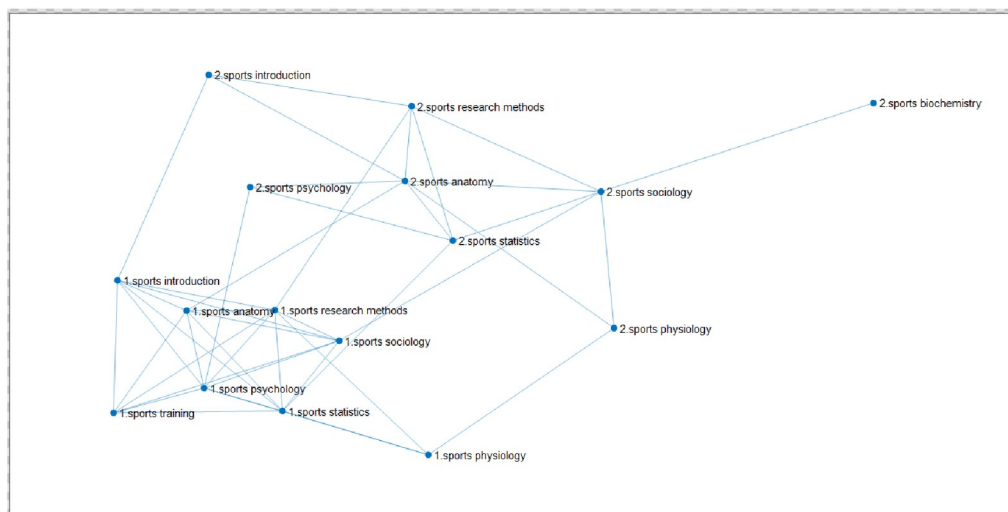 2.sports introduction
2.sports biochemistry
2.sports research methods
2.sports anatomy
2.sports psychology
2.sports sociology
2.sports statistics
1.sports introduction
1.sports anatomy
1.sports research methods
2.sports physiology
1.sports sociology
1.sports psychology
1.sports statistics
1.sports training
1.sports physiology